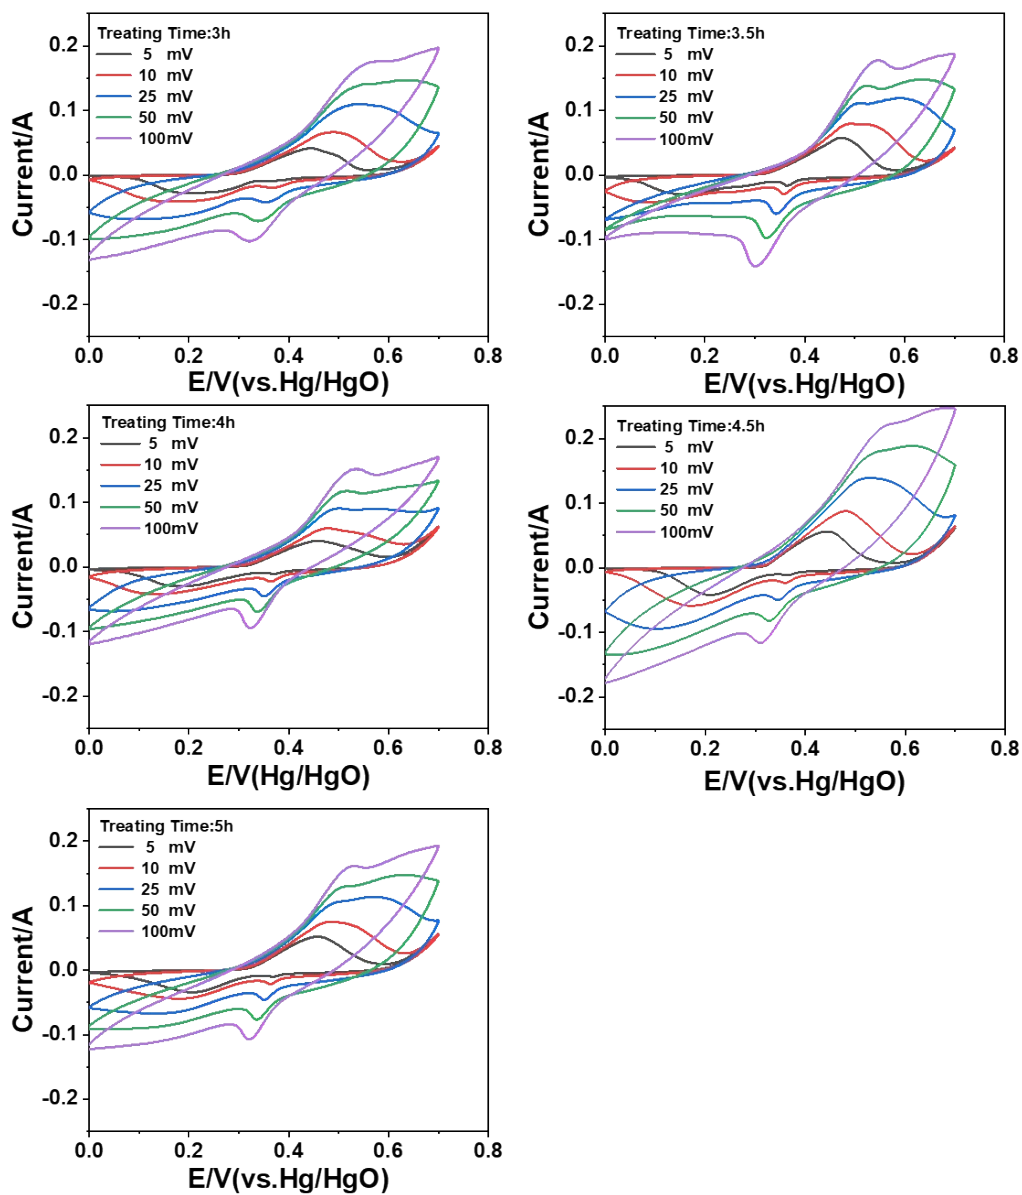 Treating Time:3h
5 mV
10 mV
25 mV
50 mV
100mV
0.2
0.1
0.0
-0.1
-0.2
Current/A
0.0 0.2 0.4 0.6 0.8
E/V(vs.Hg/HgO)
Treating Time:3.5h
5 mV
10 mV
25 mV
50 mV
100mV
0.2
0.1
0.0
-0.1
-0.2
Current/A
0.0 0.2 0.4 0.6 0.8
E/V(vs.Hg/HgO)
Treating Time:4h
5 mV
10 mV
25 mV
50 mV
100mV
0.2
0.1
0.0
-0.1
-0.2
Current/A
0.0 0.2 0.4 0.6 0.8
E/V(Hg/HgO)
Treating Time:4.5h
5 mV
10 mV
25 mV
50 mV
100mV
0.2
0.1
0.0
-0.1
-0.2
Current/A
0.0 0.2 0.4 0.6 0.8
E/V(vs.Hg/HgO)
Treating Time:5h
5 mV
10 mV
25 mV
50 mV
100mV
0.2
0.1
0.0
-0.1
-0.2
Current/A
0.0 0.2 0.4 0.6 0.8
E/V(vs.Hg/HgO)